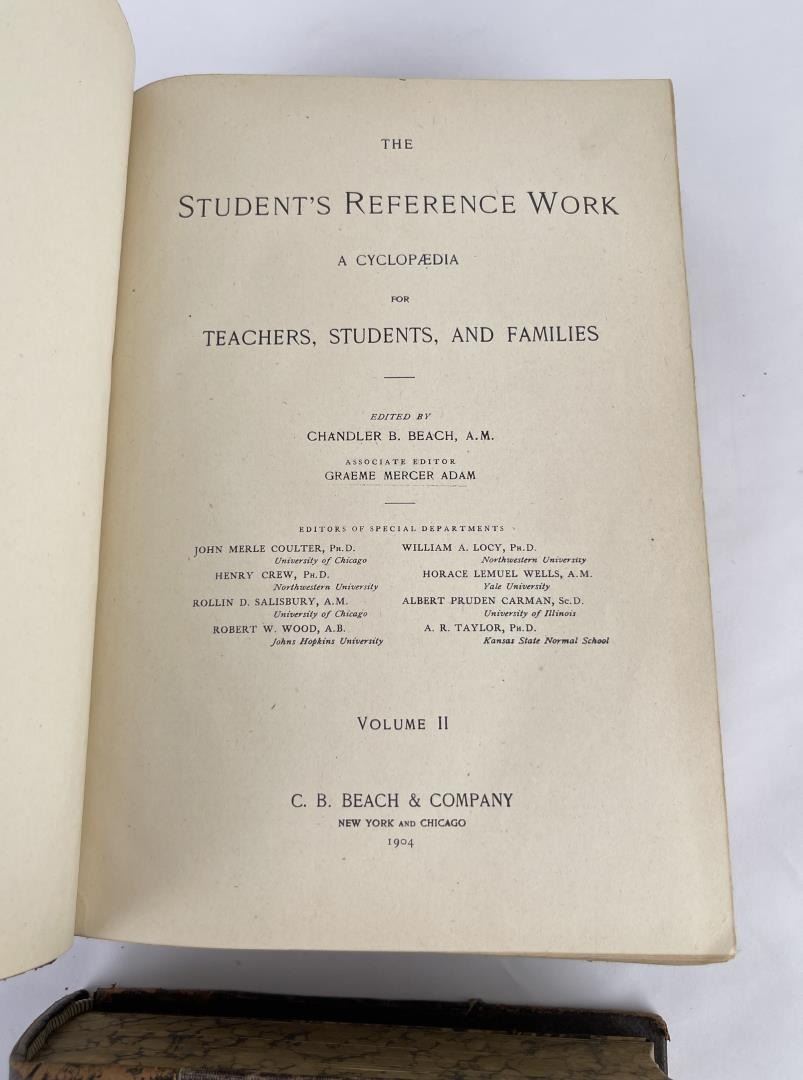 THE
STUDENT'S REFERENCE WORK
A CYCLOPÆDIA
FOR
TEACHERS, STUDENTS, AND FAMILIES
EDITED BY
CHANDLER B. BEACH, A.M.
ASSOCIATE EDITOR
GRAEME MERCER ADAM
EDITORS OF SPECIAL DEPARTMENTS
JOHN MERLE COULTER, PH.D.
University of Chicago
HENRY CREW, PH.D.
Northwestern University
ROLLIN D. SALISBURY, A.M.
University of Chicago
ROBERT W. WOOD, A.B.
Johns Hopkins University
WILLIAM A. LOCY, PH.D.
Northwestern University
HORACE LEMUEL WELLS, A.M.
Yale University
ALBERT PRUDEN CARMAN, Sc.D.
University of Illinois
A. R. TAYLOR, PH.D.
Kansas State Normal School
VOLUME II
C. B. BEACH & COMPANY
NEW YORK AND CHICAGO
1904